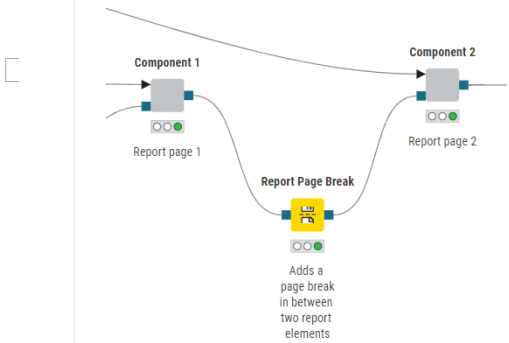 Component 1
Report page 1
Component 2
Report page 2
Report Page Break
Adds a
page break
in between
two report
elements